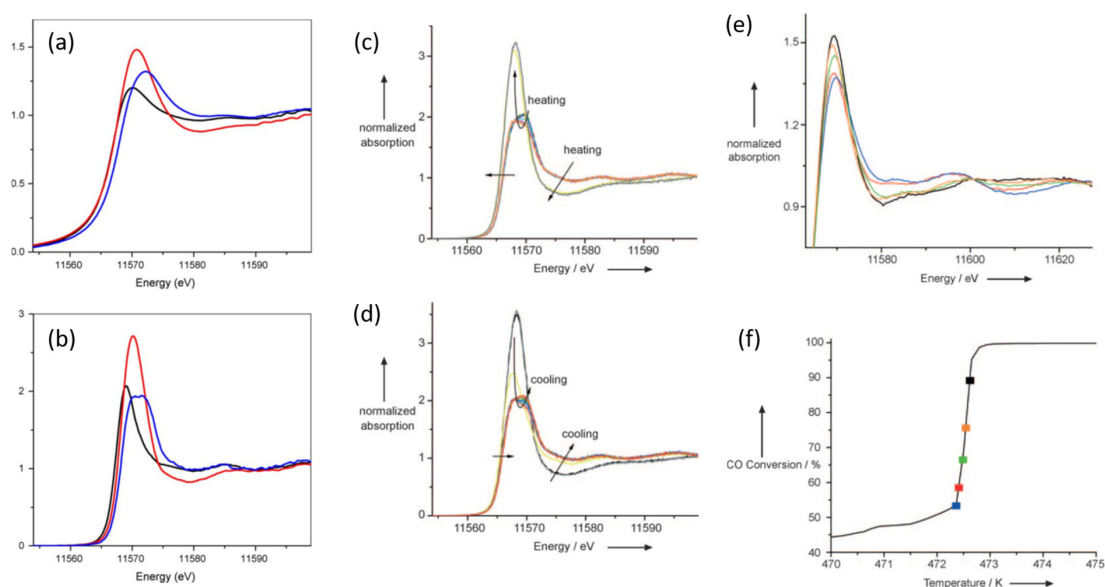 (a)
1.5
1.0
0.5
0.0
11560 11570 11580 11590
Energy (eV)
(b)
3
2
1
0
11560 11570 11580 11590
Energy (eV)
(c)
3
2
1
0
normalized
absorption
heating
heating
11560 11570 11580 11590
Energy / eV
(d)
3
2
1
0
normalized
absorption
cooling
cooling
11560 11570 11580 11590
Energy / eV
(e)
1.5
1.2
0.9
normalized
absorption
11580 11600 11620
Energy / eV
(f)
100
90
80
70
60
50
40
CO Conversion / %
470 471 472 473 474 475
Temperature / K